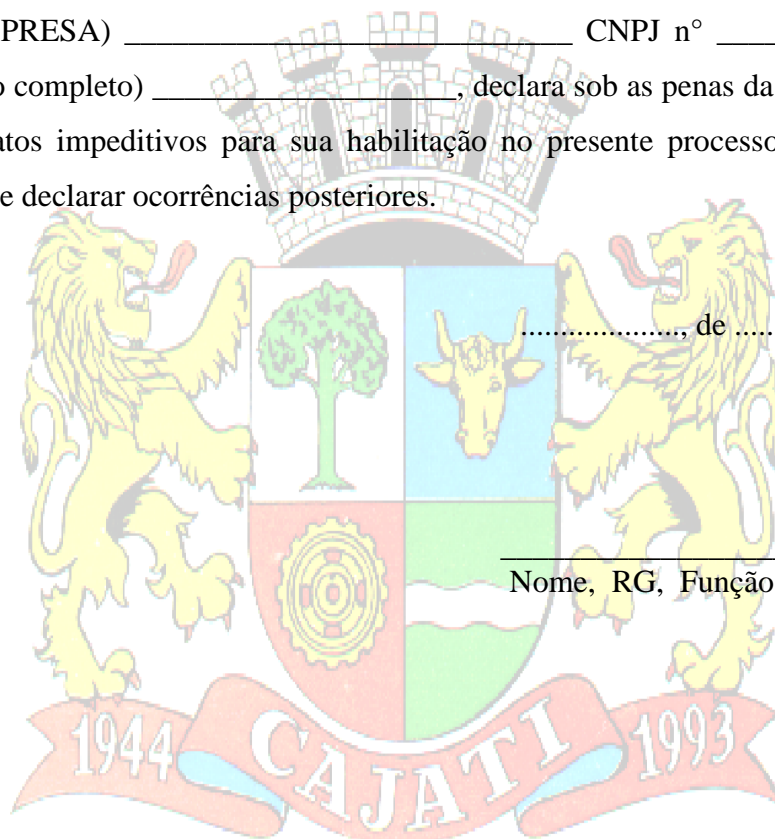 PRESA) ____________________________ CNPJ n° ____
o completo) ___________________, declara sob as penas da
atos impeditivos para sua habilitação no presente processo
e declarar ocorrências posteriores.
...................., de .....
_________________
Nome, RG, Função
1944 CAJATI 1993